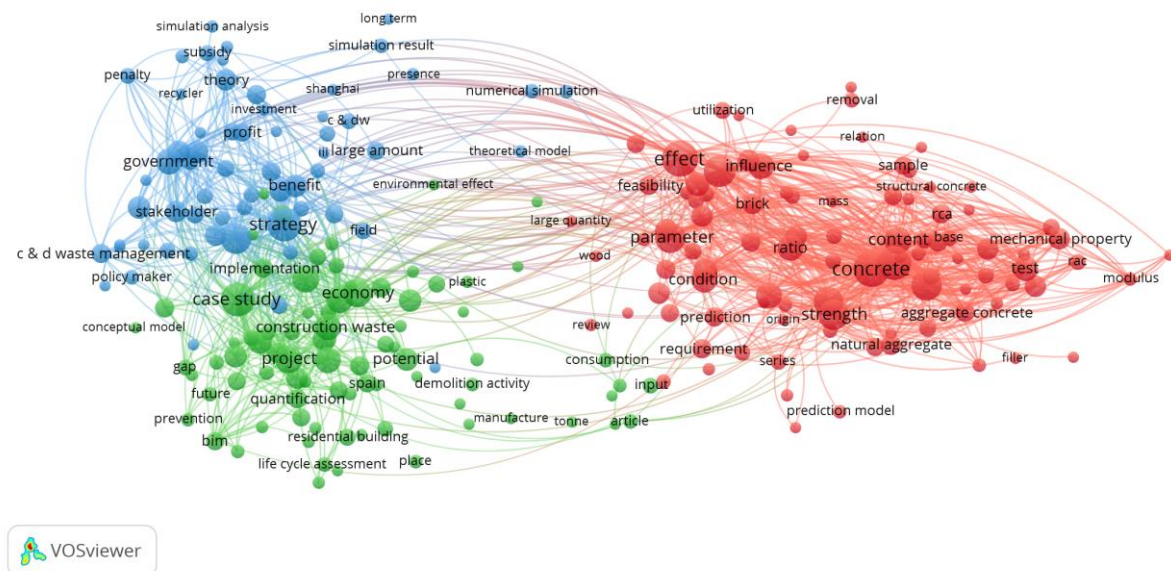 simulation analysis
long term
subsidy
simulation result
penalty
theory
presence
recycler
shanghai
numerical simulation
removal
investment
utilization
c & dw
profit
relation
iii
large amount
theoretical model
government
effect
influence
sample
benefit
environmental effect
feasibility
structural concrete
brick
mass
stakeholder
strategy
large quantity
rca
field
parameter
ratio
content
base
mechanical property
c & d waste management
wood
implementation
concrete
test
rac
policy maker
condition
modulus
plastic
economy
case study
strength
aggregate concrete
prediction
origin
conceptual model
construction waste
review
natural aggregate
project
potential
consumption
requirement
series
filler
gap
spain
demolition activity
input
future
quantification
prediction model
prevention
manufacture
tonne
article
bim
residential building
life cycle assessment
place
VOSviewer